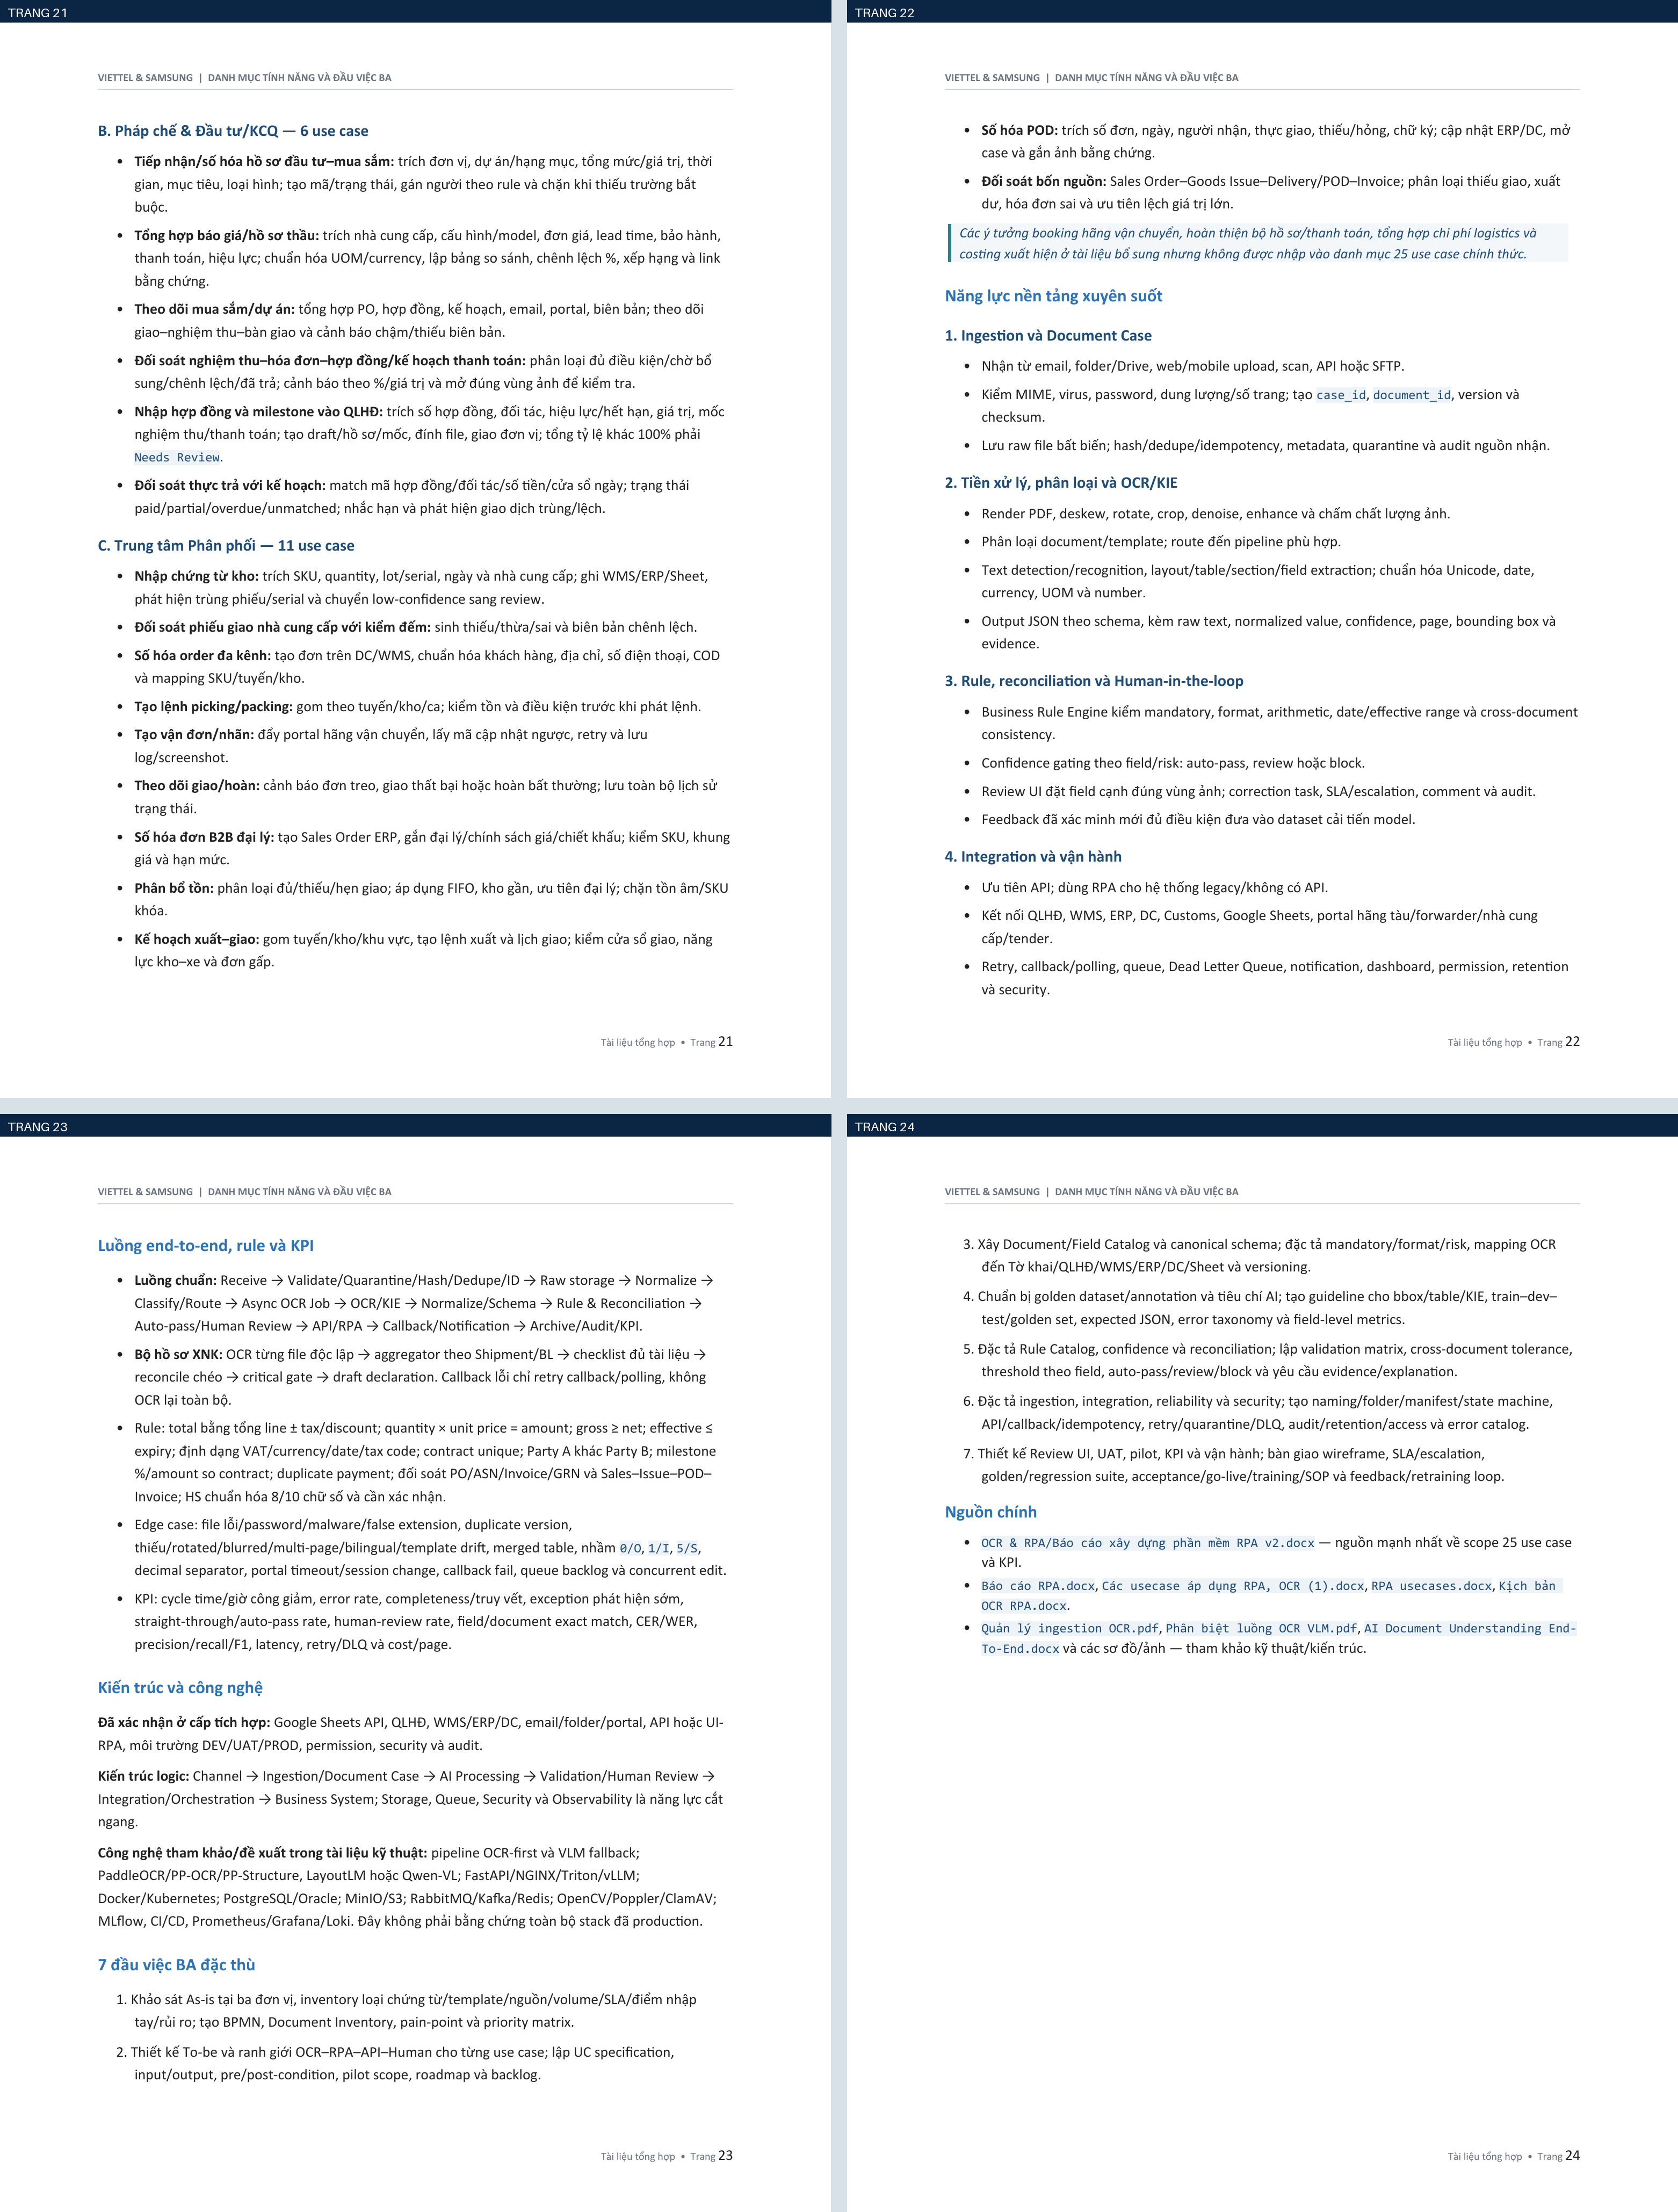 TRANG 21
VIETTEL & SAMSUNG | DANH MỤC TÍNH NĂNG VÀ ĐẦU VIỆC BA
B. Pháp chế & Đầu tư/KCQ — 6 use case
• Tiếp nhận/số hóa hồ sơ đầu tư–mua sắm: trích đơn vị, dự án/hạng mục, tổng mức/giá trị, thời
gian, mục tiêu, loại hình; tạo mã/trạng thái, gán người theo rule và chặn khi thiếu trường bắt
buộc.
• Tổng hợp báo giá/hồ sơ thầu: trích nhà cung cấp, cấu hình/model, đơn giá, lead time, bảo hành,
thanh toán, hiệu lực; chuẩn hóa UOM/currency, lập bảng so sánh, chênh lệch %, xếp hạng và link
bằng chứng.
• Theo dõi mua sắm/dự án: tổng hợp PO, hợp đồng, kế hoạch, email, portal, biên bản; theo dõi
giao–nghiệm thu–bàn giao và cảnh báo chậm/thiếu biên bản.
• Đối soát nghiệm thu–hóa đơn–hợp đồng/kế hoạch thanh toán: phân loại đủ điều kiện/chờ bổ
sung/chênh lệch/đã trả; cảnh báo theo %/giá trị và mở đúng vùng ảnh để kiểm tra.
• Nhập hợp đồng và milestone vào QLHĐ: trích số hợp đồng, đối tác, hiệu lực/hết hạn, giá trị, mốc
nghiệm thu/thanh toán; tạo draft/hồ sơ/mốc, đính file, giao đơn vị; tổng tỷ lệ khác 100% phải
Needs Review.
• Đối soát thực trả với kế hoạch: match mã hợp đồng/đối tác/số tiền/cửa sổ ngày; trạng thái
paid/partial/overdue/unmatched; nhắc hạn và phát hiện giao dịch trùng/lệch.
C. Trung tâm Phân phối — 11 use case
• Nhập chứng từ kho: trích SKU, quantity, lot/serial, ngày và nhà cung cấp; ghi WMS/ERP/Sheet,
phát hiện trùng phiếu/serial và chuyển low-confidence sang review.
• Đối soát phiếu giao nhà cung cấp với kiểm đếm: sinh thiếu/thừa/sai và biên bản chênh lệch.
• Số hóa order đa kênh: tạo đơn trên DC/WMS, chuẩn hóa khách hàng, địa chỉ, số điện thoại, COD
và mapping SKU/tuyến/kho.
• Tạo lệnh picking/packing: gom theo tuyến/kho/ca; kiểm tồn và điều kiện trước khi phát lệnh.
• Tạo vận đơn/nhãn: đẩy portal hãng vận chuyển, lấy mã cập nhật ngược, retry và lưu
log/screenshot.
• Theo dõi giao/hoàn: cảnh báo đơn treo, giao thất bại hoặc hoàn bất thường; lưu toàn bộ lịch sử
trạng thái.
• Số hóa đơn B2B đại lý: tạo Sales Order ERP, gắn đại lý/chính sách giá/chiết khấu; kiểm SKU, khung
giá và hạn mức.
• Phân bổ tồn: phân loại đủ/thiếu/hẹn giao; áp dụng FIFO, kho gần, ưu tiên đại lý; chặn tồn âm/SKU
khóa.
• Kế hoạch xuất–giao: gom tuyến/kho/khu vực, tạo lệnh xuất và lịch giao; kiểm cửa sổ giao, năng
lực kho–xe và đơn gấp.
Tài liệu tổng hợp • Trang 21
TRANG 22
VIETTEL & SAMSUNG | DANH MỤC TÍNH NĂNG VÀ ĐẦU VIỆC BA
• Số hóa POD: trích số đơn, ngày, người nhận, thực giao, thiếu/hỏng, chữ ký; cập nhật ERP/DC, mở
case và gắn ảnh bằng chứng.
• Đối soát bốn nguồn: Sales Order–Goods Issue–Delivery/POD–Invoice; phân loại thiếu giao, xuất
dư, hóa đơn sai và ưu tiên lệch giá trị lớn.
Các ý tưởng booking hãng vận chuyển, hoàn thiện bộ hồ sơ/thanh toán, tổng hợp chi phí logistics và
costing xuất hiện ở tài liệu bổ sung nhưng không được nhập vào danh mục 25 use case chính thức.
Năng lực nền tảng xuyên suốt
1. Ingestion và Document Case
• Nhận từ email, folder/Drive, web/mobile upload, scan, API hoặc SFTP.
• Kiểm MIME, virus, password, dung lượng/số trang; tạo case_id, document_id, version và
checksum.
• Lưu raw file bất biến; hash/dedupe/idempotency, metadata, quarantine và audit nguồn nhận.
2. Tiền xử lý, phân loại và OCR/KIE
• Render PDF, deskew, rotate, crop, denoise, enhance và chấm chất lượng ảnh.
• Phân loại document/template; route đến pipeline phù hợp.
• Text detection/recognition, layout/table/section/field extraction; chuẩn hóa Unicode, date,
currency, UOM và number.
• Output JSON theo schema, kèm raw text, normalized value, confidence, page, bounding box và
evidence.
3. Rule, reconciliation và Human-in-the-loop
• Business Rule Engine kiểm mandatory, format, arithmetic, date/effective range và cross-document
consistency.
• Confidence gating theo field/risk: auto-pass, review hoặc block.
• Review UI đặt field cạnh đúng vùng ảnh; correction task, SLA/escalation, comment và audit.
• Feedback đã xác minh mới đủ điều kiện đưa vào dataset cải tiến model.
4. Integration và vận hành
• Ưu tiên API; dùng RPA cho hệ thống legacy/không có API.
• Kết nối QLHĐ, WMS, ERP, DC, Customs, Google Sheets, portal hãng tàu/forwarder/nhà cung
cấp/tender.
• Retry, callback/polling, queue, Dead Letter Queue, notification, dashboard, permission, retention
và security.
Tài liệu tổng hợp • Trang 22
TRANG 23
VIETTEL & SAMSUNG | DANH MỤC TÍNH NĂNG VÀ ĐẦU VIỆC BA
Luồng end-to-end, rule và KPI
• Luồng chuẩn: Receive → Validate/Quarantine/Hash/Dedupe/ID → Raw storage → Normalize →
Classify/Route → Async OCR Job → OCR/KIE → Normalize/Schema → Rule & Reconciliation →
Auto-pass/Human Review → API/RPA → Callback/Notification → Archive/Audit/KPI.
• Bộ hồ sơ XNK: OCR từng file độc lập → aggregator theo Shipment/BL → checklist đủ tài liệu →
reconcile chéo → critical gate → draft declaration. Callback lỗi chỉ retry callback/polling, không
OCR lại toàn bộ.
• Rule: total bằng tổng line ± tax/discount; quantity × unit price = amount; gross ≥ net; effective ≤
expiry; định dạng VAT/currency/date/tax code; contract unique; Party A khác Party B; milestone
%/amount so contract; duplicate payment; đối soát PO/ASN/Invoice/GRN và Sales–Issue–POD–
Invoice; HS chuẩn hóa 8/10 chữ số và cần xác nhận.
• Edge case: file lỗi/password/malware/false extension, duplicate version,
thiếu/rotated/blurred/multi-page/bilingual/template drift, merged table, nhầm 0/O, 1/I, 5/S,
decimal separator, portal timeout/session change, callback fail, queue backlog và concurrent edit.
• KPI: cycle time/giờ công giảm, error rate, completeness/truy vết, exception phát hiện sớm,
straight-through/auto-pass rate, human-review rate, field/document exact match, CER/WER,
precision/recall/F1, latency, retry/DLQ và cost/page.
Kiến trúc và công nghệ
Đã xác nhận ở cấp tích hợp: Google Sheets API, QLHĐ, WMS/ERP/DC, email/folder/portal, API hoặc UI-
RPA, môi trường DEV/UAT/PROD, permission, security và audit.
Kiến trúc logic: Channel → Ingestion/Document Case → AI Processing → Validation/Human Review →
Integration/Orchestration → Business System; Storage, Queue, Security và Observability là năng lực cắt
ngang.
Công nghệ tham khảo/đề xuất trong tài liệu kỹ thuật: pipeline OCR-first và VLM fallback;
PaddleOCR/PP-OCR/PP-Structure, LayoutLM hoặc Qwen-VL; FastAPI/NGINX/Triton/vLLM;
Docker/Kubernetes; PostgreSQL/Oracle; MinIO/S3; RabbitMQ/Kafka/Redis; OpenCV/Poppler/ClamAV;
MLflow, CI/CD, Prometheus/Grafana/Loki. Đây không phải bằng chứng toàn bộ stack đã production.
7 đầu việc BA đặc thù
1. Khảo sát As-is tại ba đơn vị, inventory loại chứng từ/template/nguồn/volume/SLA/điểm nhập
tay/rủi ro; tạo BPMN, Document Inventory, pain-point và priority matrix.
2. Thiết kế To-be và ranh giới OCR–RPA–API–Human cho từng use case; lập UC specification,
input/output, pre/post-condition, pilot scope, roadmap và backlog.
Tài liệu tổng hợp • Trang 23
TRANG 24
VIETTEL & SAMSUNG | DANH MỤC TÍNH NĂNG VÀ ĐẦU VIỆC BA
3. Xây Document/Field Catalog và canonical schema; đặc tả mandatory/format/risk, mapping OCR
đến Tờ khai/QLHĐ/WMS/ERP/DC/Sheet và versioning.
4. Chuẩn bị golden dataset/annotation và tiêu chí AI; tạo guideline cho bbox/table/KIE, train–dev–
test/golden set, expected JSON, error taxonomy và field-level metrics.
5. Đặc tả Rule Catalog, confidence và reconciliation; lập validation matrix, cross-document tolerance,
threshold theo field, auto-pass/review/block và yêu cầu evidence/explanation.
6. Đặc tả ingestion, integration, reliability và security; tạo naming/folder/manifest/state machine,
API/callback/idempotency, retry/quarantine/DLQ, audit/retention/access và error catalog.
7. Thiết kế Review UI, UAT, pilot, KPI và vận hành; bàn giao wireframe, SLA/escalation,
golden/regression suite, acceptance/go-live/training/SOP và feedback/retraining loop.
Nguồn chính
• OCR & RPA/Báo cáo xây dựng phần mềm RPA v2.docx — nguồn mạnh nhất về scope 25 use case
và KPI.
• Báo cáo RPA.docx, Các usecase áp dụng RPA, OCR (1).docx, RPA usecases.docx, Kịch bản
OCR RPA.docx.
• Quản lý ingestion OCR.pdf, Phân biệt luồng OCR VLM.pdf, AI Document Understanding End-
To-End.docx và các sơ đồ/ảnh — tham khảo kỹ thuật/kiến trúc.
Tài liệu tổng hợp • Trang 24